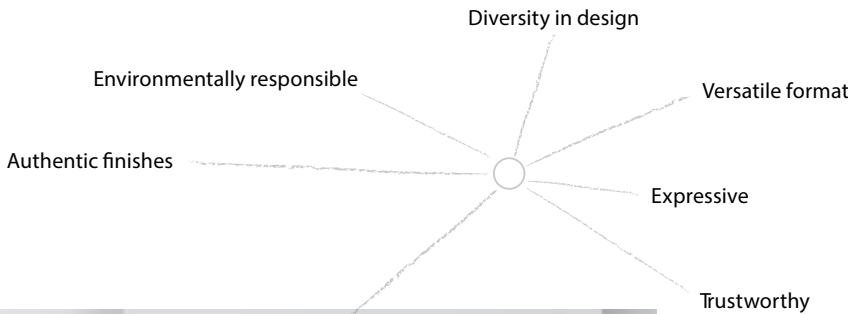 Diversity in design
Environmentally responsible
Versatile format
Authentic finishes
Expressive
Trustworthy